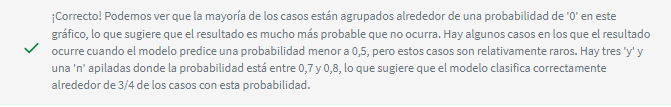 ¡Correcto! Podemos ver que la mayoría de los casos están agrupados alrededor de una probabilidad de '0' en este
gráfico, lo que sugiere que el resultado es mucho más probable que no ocurra. Hay algunos casos en los que el resultado
ocurre cuando el modelo predice una probabilidad menor a 0,5, pero estos casos son relativamente raros. Hay tres 'y' y
una 'n' apiladas donde la probabilidad está entre 0,7 y 0,8, lo que sugiere que el modelo clasifica correctamente
alrededor de 3/4 de los casos con esta probabilidad.